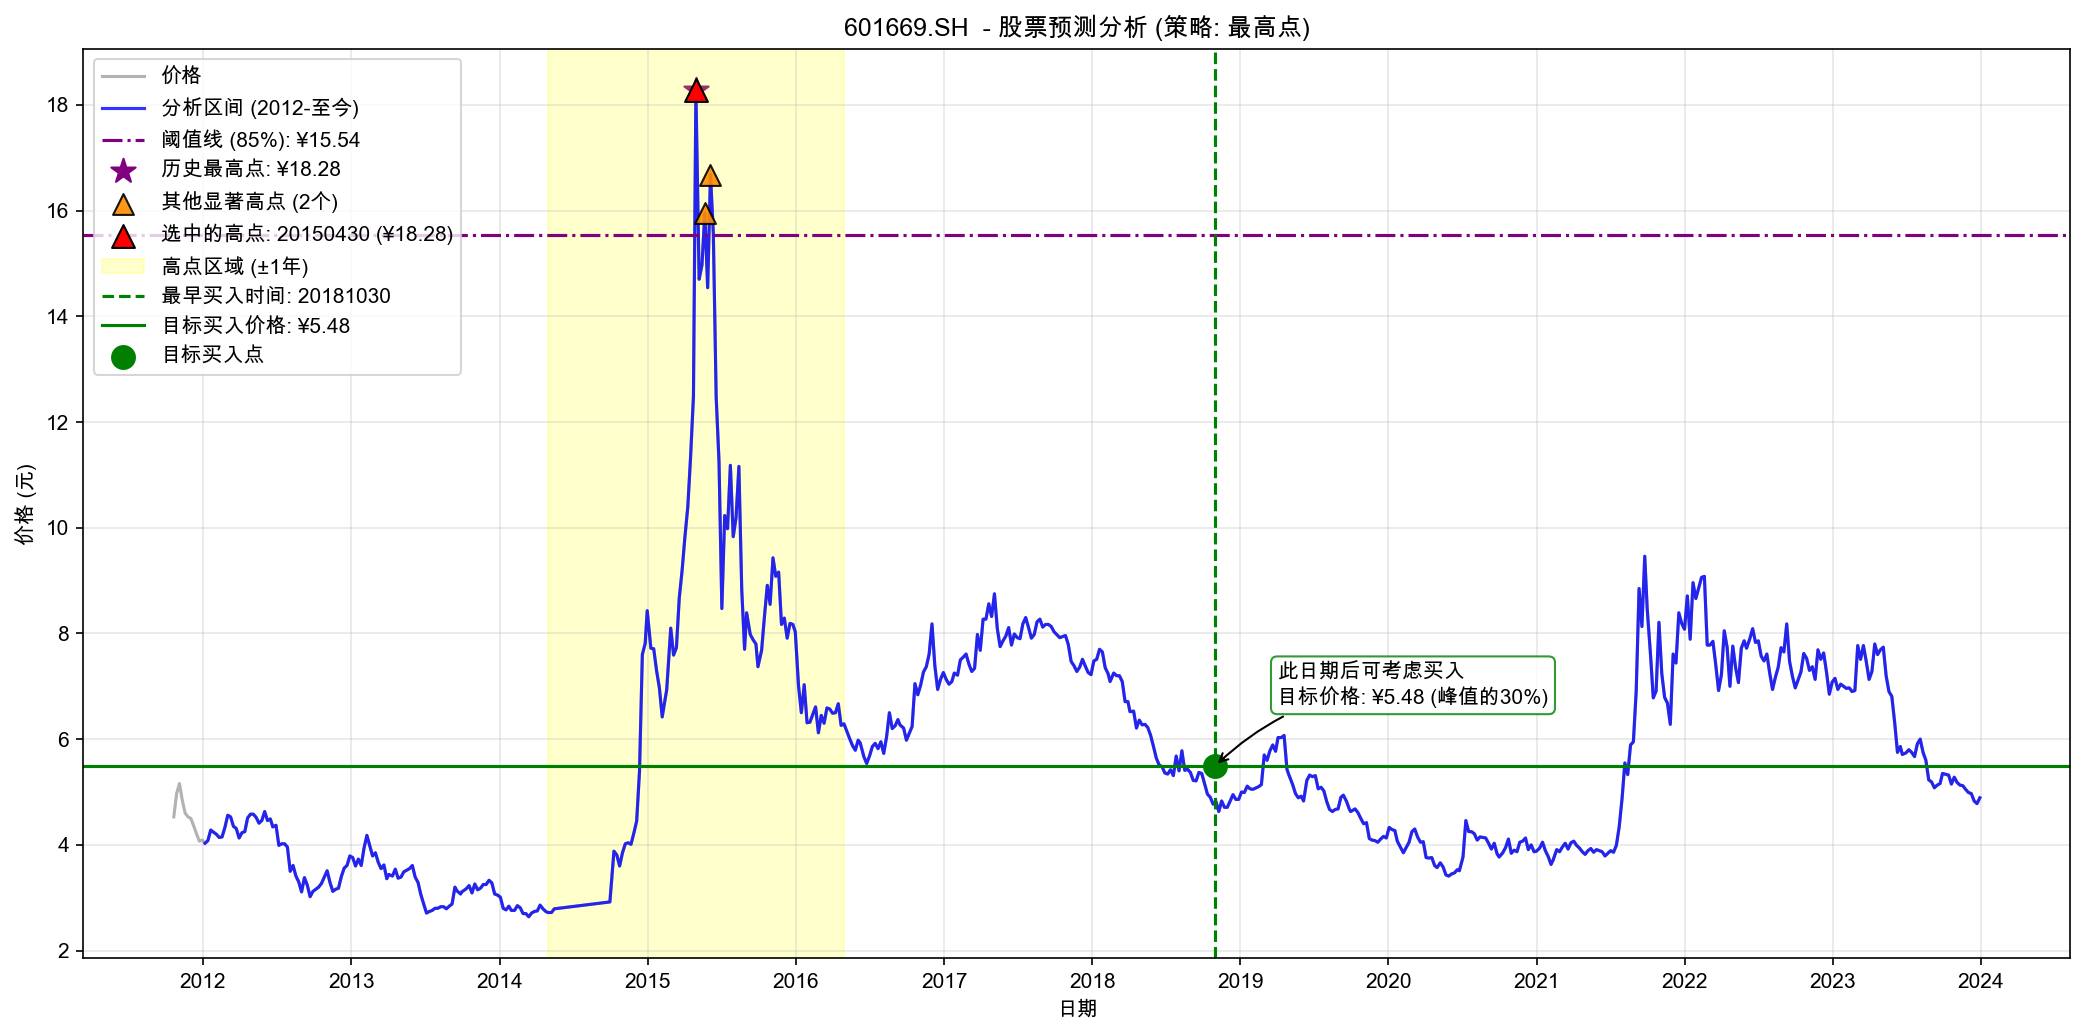 601669.SH  - 股票预测分析 (策略: 最高点)
价格
分析区间 (2012-至今)
阈值线 (85%): ¥15.54
历史最高点: ¥18.28
其他显著高点 (2个)
选中的高点: 20150430 (¥18.28)
高点区域 (±1年)
最早买入时间: 20181030
目标买入价格: ¥5.48
目标买入点
价格 (元)
18
16
14
12
10
8
6
4
2
此日期后可考虑买入
目标价格: ¥5.48 (峰值的30%)
2012 2013 2014 2015 2016 2017 2018 2019 2020 2021 2022 2023 2024
日期